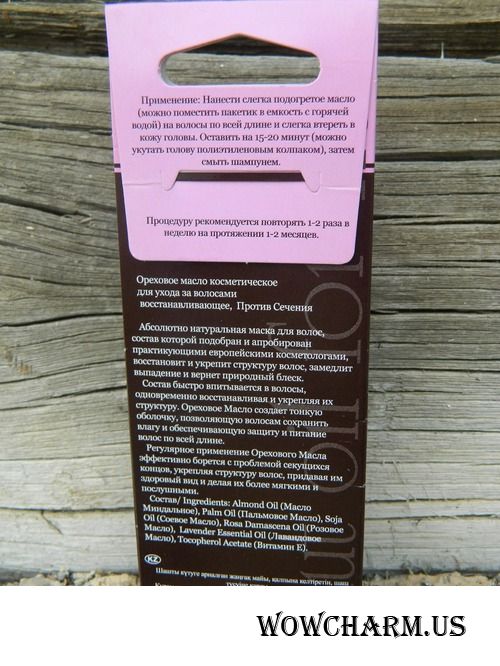 Применение: Нанести слегка подогретое масло
(можно поместить пакетик в емкость с горячей
водой) на волосы по всей длине и слегка втереть в
кожу головы. Оставить на 15-20 минут (можно
укутать голову полиэтиленовым колпаком), затем
смыть шампунем.
Процедуру рекомендуется повторять 1-2 раза в
неделю на протяжении 1-2 месяцев.
Ореховое масло косметическое
для ухода за волосами
восстанавливающее, Против Сечения
Абсолютно натуральная маска для волос,
состав которой подобран и апробирован
практикующими европейскими косметологами,
восстановит и укрепит структуру волос, замедлит
выпадение и вернет природный блеск.
Состав быстро впитывается в волосы,
одновременно восстанавливая и укрепляя их
структуру. Ореховое Масло создает тонкую
оболочку, позволяющую волосам сохранить
влагу и обеспечивающую защиту и питание
волос по всей длине.
Регулярное применение Орехового Масла
эффективно борется с проблемой секущихся
концов, укрепляя структуру волос, придавая им
здоровый вид и делая их более мягкими и
послушными.
Состав/ Ingredients: Almond Oil (Масло
Миндальное), Palm Oil (Пальмовое Масло), Soja
Oil (Соевое Масло), Rosa Damascena Oil (Розовое
Масло), Lavender Essential Oil (Лавандовое
Масло), Tocopherol Acetate (Витамин Е).
KZ
Шашты күтуге арналған жаңғақ майы, қалпына келтіретін, шаш
WOWCHARM.US